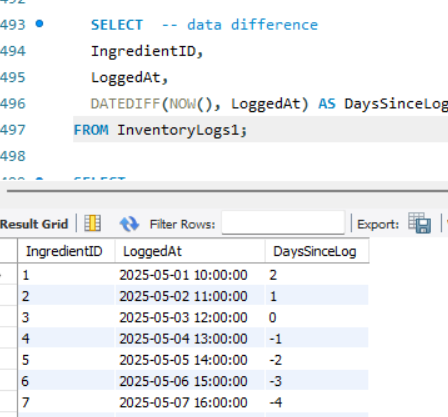 493 SELECT -- data difference
494 IngredientID,
495 LoggedAt,
496 DATEDIFF(NOW(), LoggedAt) AS DaysSinceLog
497 FROM InventoryLogs1;
498
Result Grid Filter Rows: Export:
IngredientID LoggedAt DaysSinceLog
1 2025-05-01 10:00:00 2
2 2025-05-02 11:00:00 1
3 2025-05-03 12:00:00 0
4 2025-05-04 13:00:00 -1
5 2025-05-05 14:00:00 -2
6 2025-05-06 15:00:00 -3
7 2025-05-07 16:00:00 -4